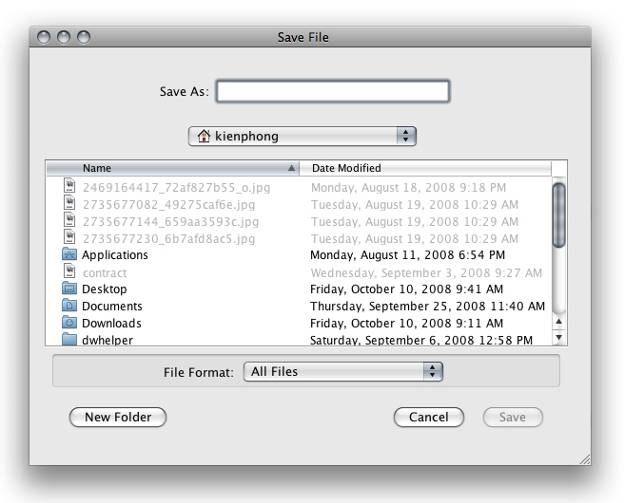 Save File
Save As:
kienphong
Name Date Modified
2469164417_72af827b55_o.jpg Monday, August 18, 2008 9:18 PM
2735677082_49275caf6e.jpg Tuesday, August 19, 2008 10:29 AM
2735677144_659aa3593c.jpg Tuesday, August 19, 2008 10:29 AM
2735677230_6b7afd8ac5.jpg Tuesday, August 19, 2008 10:29 AM
Applications Monday, August 11, 2008 6:54 PM
contract Wednesday, September 3, 2008 9:27 AM
Desktop Friday, October 10, 2008 9:41 AM
Documents Thursday, September 25, 2008 11:40 AM
Downloads Friday, October 10, 2008 9:11 AM
dwhelper Saturday, September 6, 2008 12:58 PM
File Format: All Files
New Folder Cancel Save